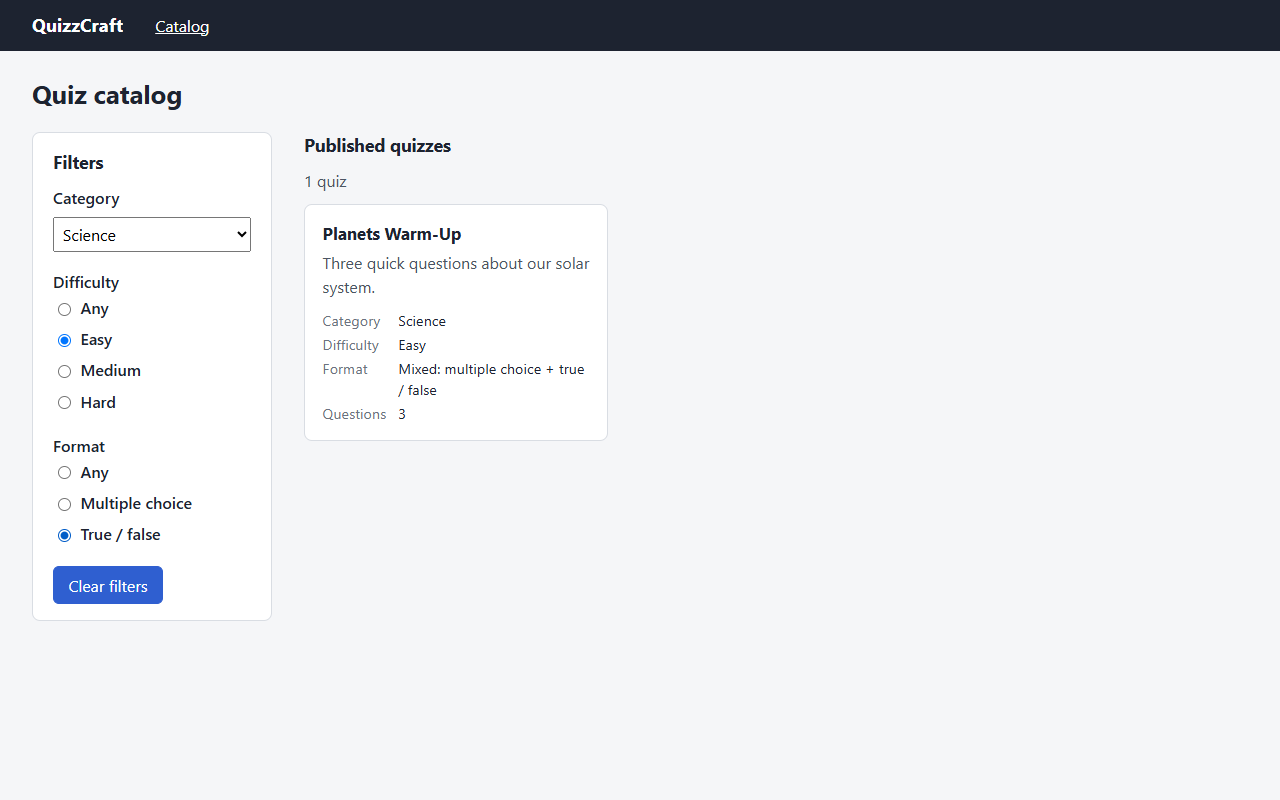 QuizzCraft Catalog
Quiz catalog
Filters
Category
Science
Difficulty
Any
Easy
Medium
Hard
Format
Any
Multiple choice
True / false
Clear filters
Published quizzes
1 quiz
Planets Warm-Up
Three quick questions about our solar
system.
Category Science
Difficulty Easy
Format Mixed: multiple choice + true
/ false
Questions 3